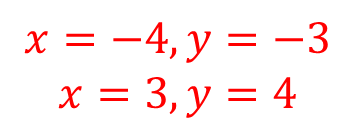 x = −4, y = −3
x = 3, y = 4